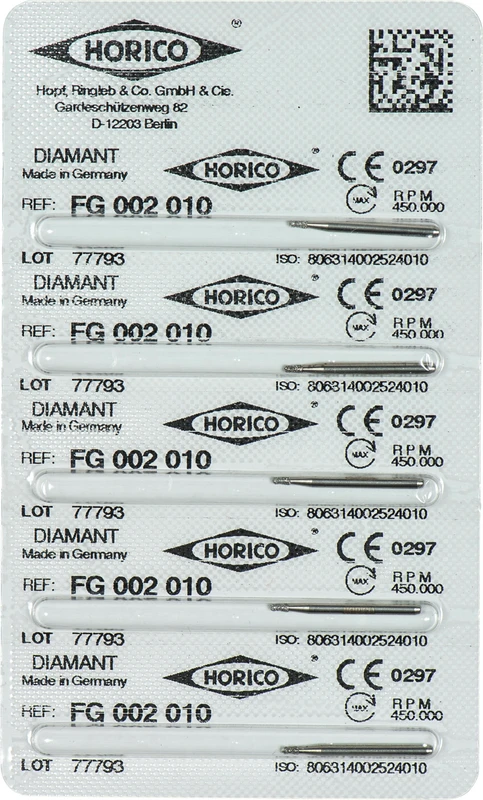 HORICO ®
Hopf, Ringleb & Co. GmbH & Cie.
Gardeschützenweg 82
D-12203 Berlin
DIAMANT HORICO ® CE 0297
Made in Germany
REF: FG 002 010 MAX RPM 450.000
LOT 77793 ISO: 806314002524010
DIAMANT HORICO ® CE 0297
Made in Germany
REF: FG 002 010 MAX RPM 450.000
LOT 77793 ISO: 806314002524010
DIAMANT HORICO ® CE 0297
Made in Germany
REF: FG 002 010 MAX RPM 450.000
LOT 77793 ISO: 806314002524010
DIAMANT HORICO ® CE 0297
Made in Germany
REF: FG 002 010 MAX RPM 450.000
LOT 77793 ISO: 806314002524010
DIAMANT HORICO ® CE 0297
Made in Germany
REF: FG 002 010 MAX RPM 450.000
LOT 77793 ISO: 806314002524010